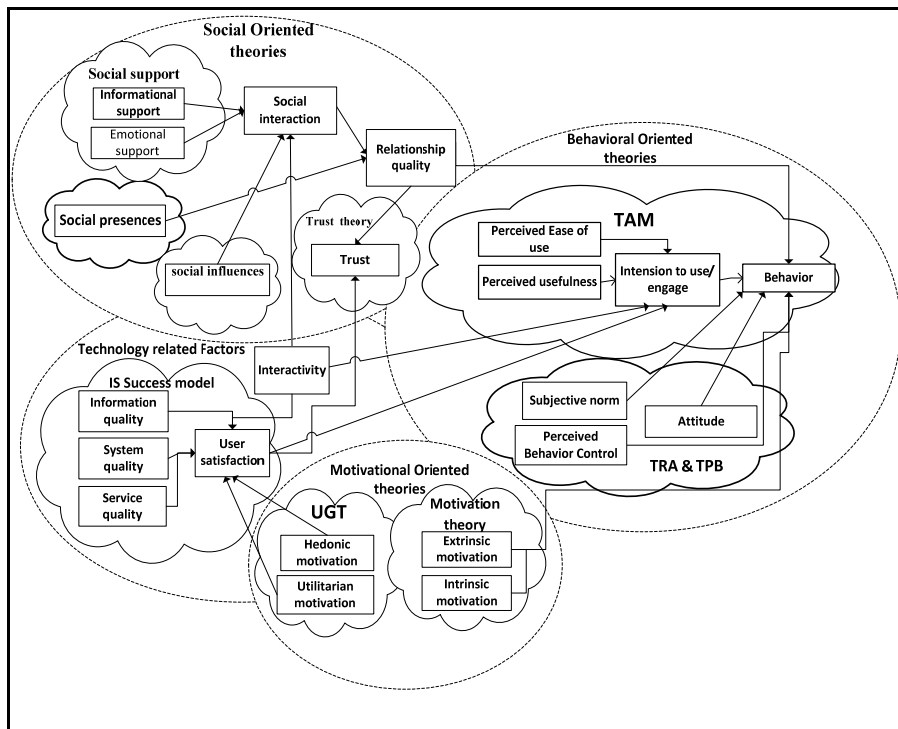 Social Oriented
theories
Social support
Informational
support
Emotional
support
Social
interaction
Relationship
quality
Social presences
social influences
Trust theory
Trust
Behavioral Oriented
theories
TAM
Perceived Ease of
use
Perceived usefulness
Intension to use/
engage
Behavior
Subjective norm
Attitude
Perceived
Behavior Control
TRA & TPB
Technology related Factors
IS Success model
Information
quality
System
quality
Service
quality
User
satisfaction
Interactivity
Motivational Oriented
theories
UGT
Hedonic
motivation
Utilitarian
motivation
Motivation
theory
Extrinsic
motivation
Intrinsic
motivation